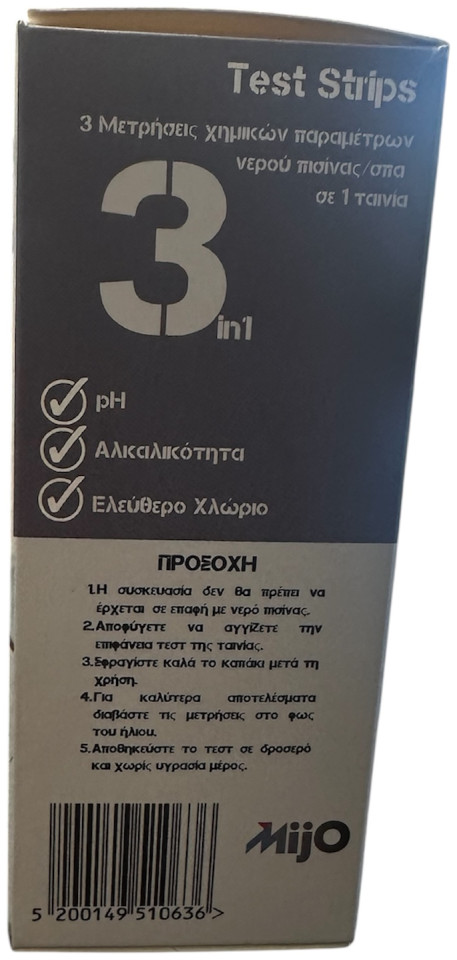 Test Strips
3 Μετρήσεις χημικών παραμέτρων
νερού πισίνας/σπα
σε 1 ταινία
3in1
pH
Αλκαλικότητα
Ελεύθερο Χλώριο
ΠΡΟΣΟΧΗ
1.Η συσκευασία δεν θα πρέπει να
έρχεται σε επαφή με νερό πισίνας.
2.Αποφύγετε να αγγίζετε την
επιφάνεια τεστ της ταινίας.
3.Σφραγίστε καλά το καπάκι μετά τη
χρήση.
4.Για καλύτερα αποτελέσματα
διαβάστε τις μετρήσεις στο φως
του ήλιου.
5.Αποθηκεύστε το τεστ σε δροσερό
και χωρίς υγρασία μέρος.
MijO
5 200149 510636 >